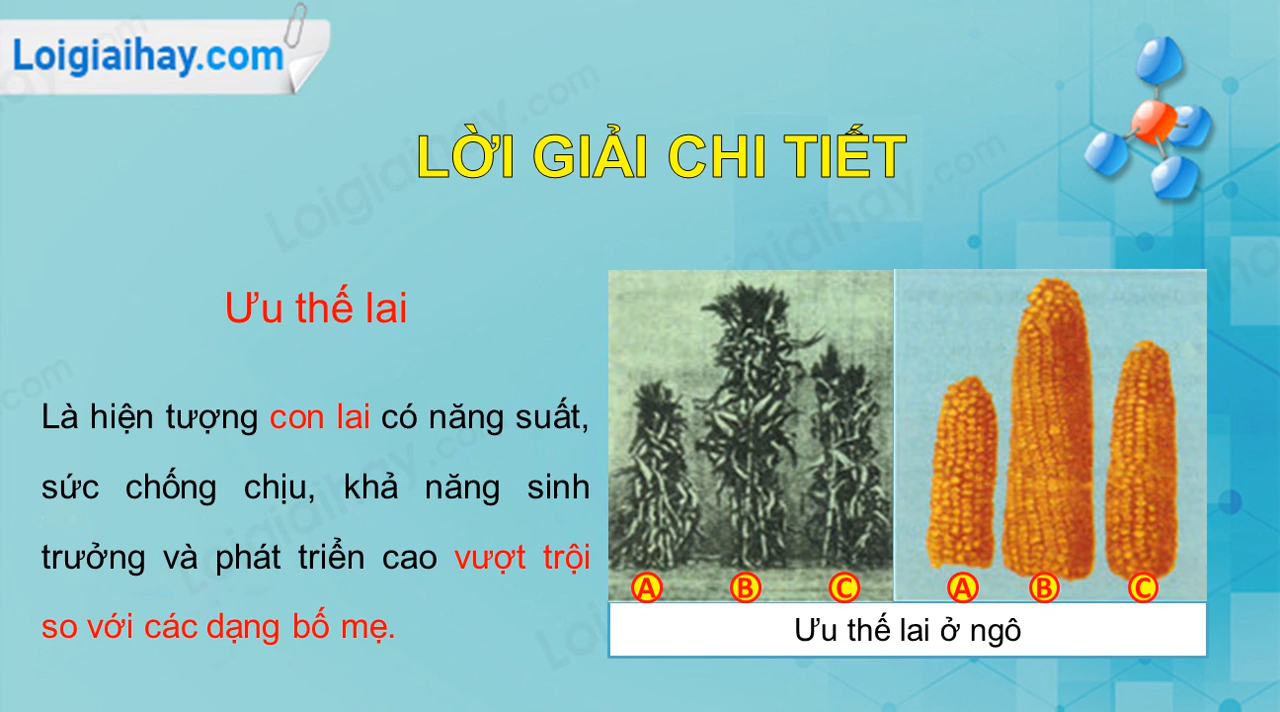 Loigiaihay.com
LỜI GIẢI CHI TIẾT
Ưu thế lai
Là hiện tượng con lai có năng suất,
sức chống chịu, khả năng sinh
trưởng và phát triển cao vượt trội
so với các dạng bố mẹ.
A B C A B C
Ưu thế lai ở ngô